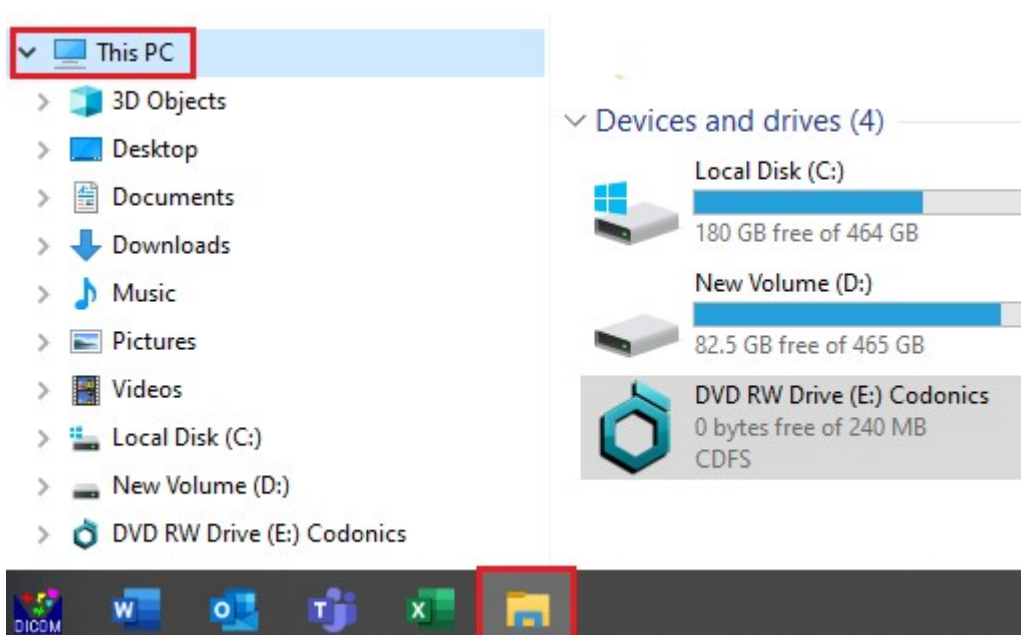 This PC
3D Objects
Desktop
Documents
Downloads
Music
Pictures
Videos
Local Disk (C:)
New Volume (D:)
DVD RW Drive (E:) Codonics
Devices and drives (4)
Local Disk (C:)
180 GB free of 464 GB
New Volume (D:)
82.5 GB free of 465 GB
DVD RW Drive (E:) Codonics
0 bytes free of 240 MB
CDFS
DICOM
W
O
T
X